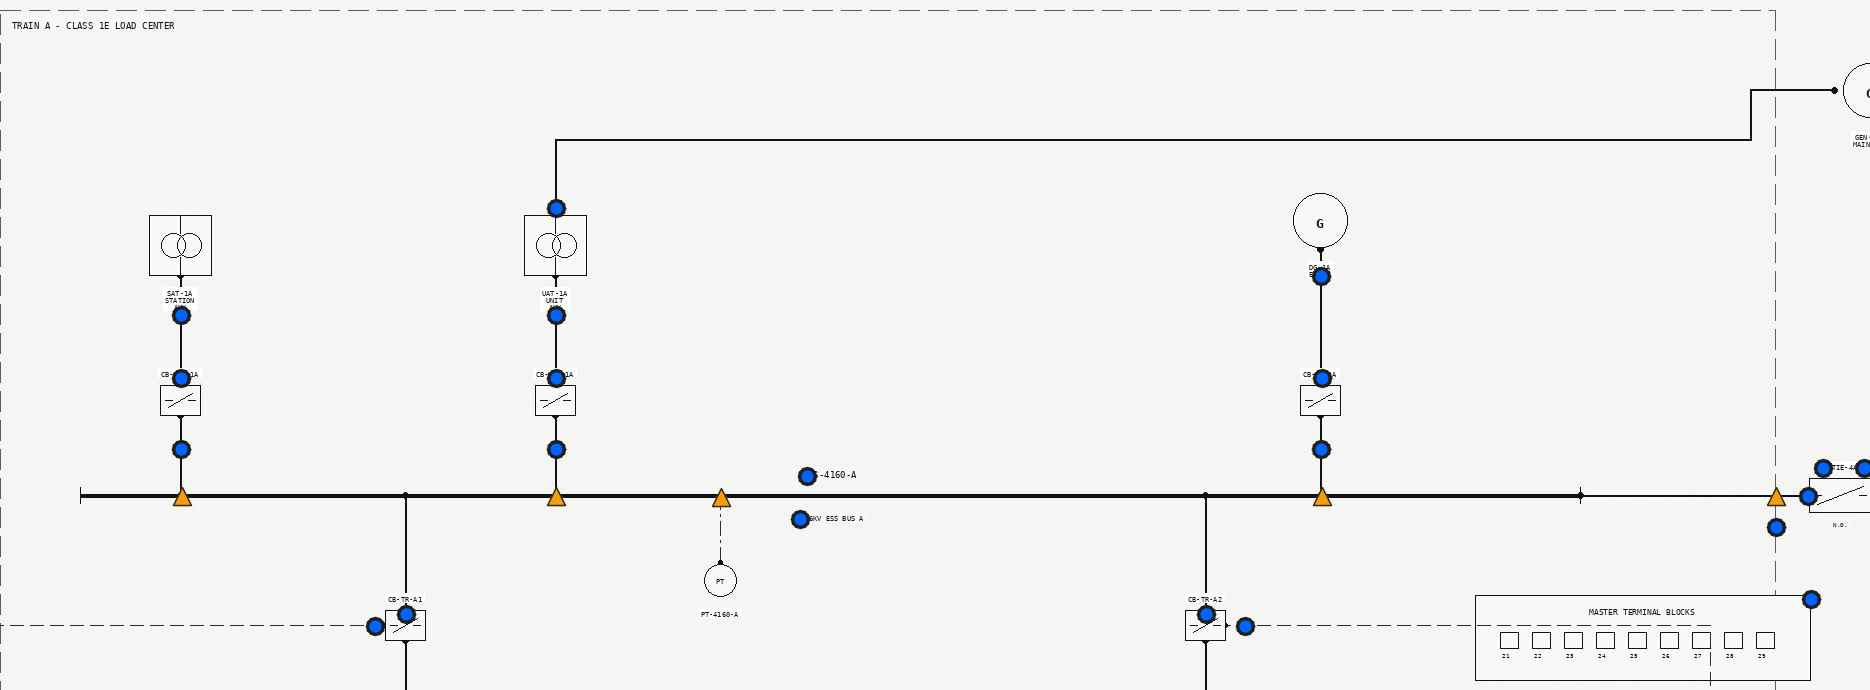 TRAIN A - CLASS 1E LOAD CENTER
G
SAT-1A
STATION
UAT-1A
UNIT
-4160-A
ESS BUS A
N.O.
PT
PT-4160-A
CB-TR-A1
CB-TR-A2
MASTER TERMINAL BLOCKS
21 22 23 24 25 26 27 28 29